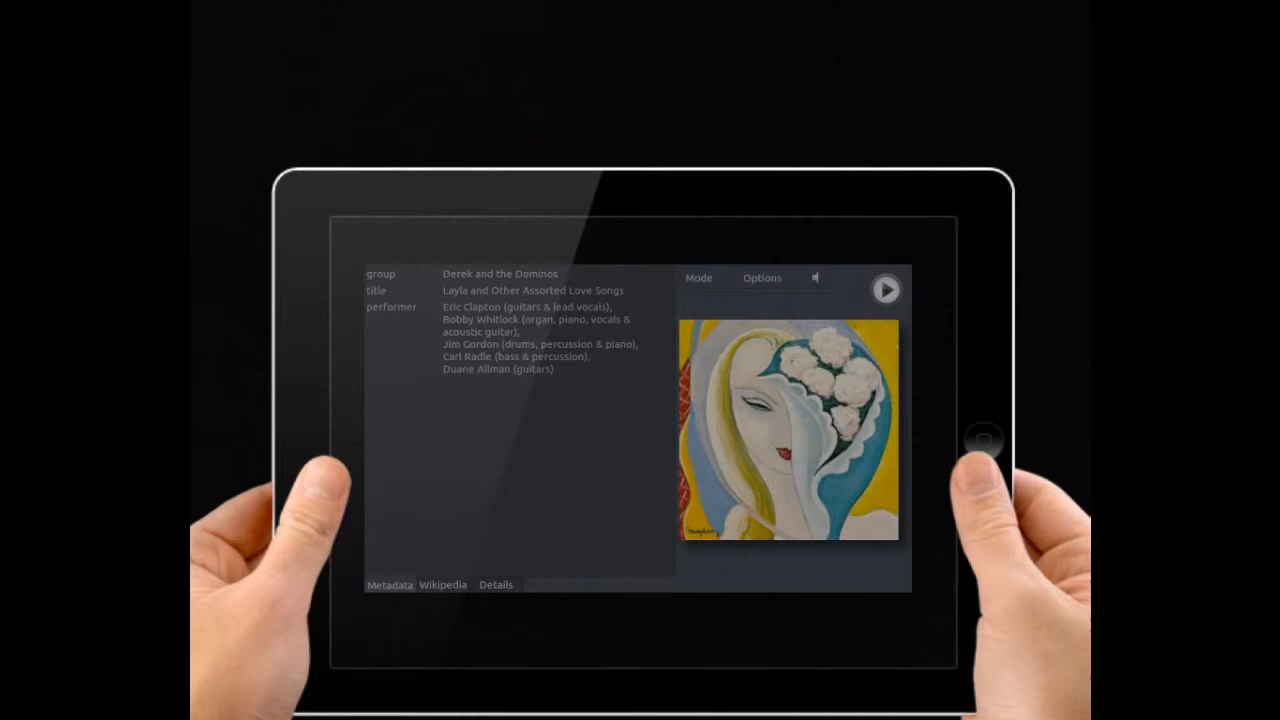 group Derek and the Dominos
title Layla and Other Assorted Love Songs
performer Eric Clapton (guitars & lead vocals),
Bobby Whitlock (organ, piano, vocals &
acoustic guitar),
Jim Gordon (drums, percussion & piano),
Carl Radle (bass & percussion),
Duane Allman (guitars)
Mode Options
Metadata Wikipedia Details